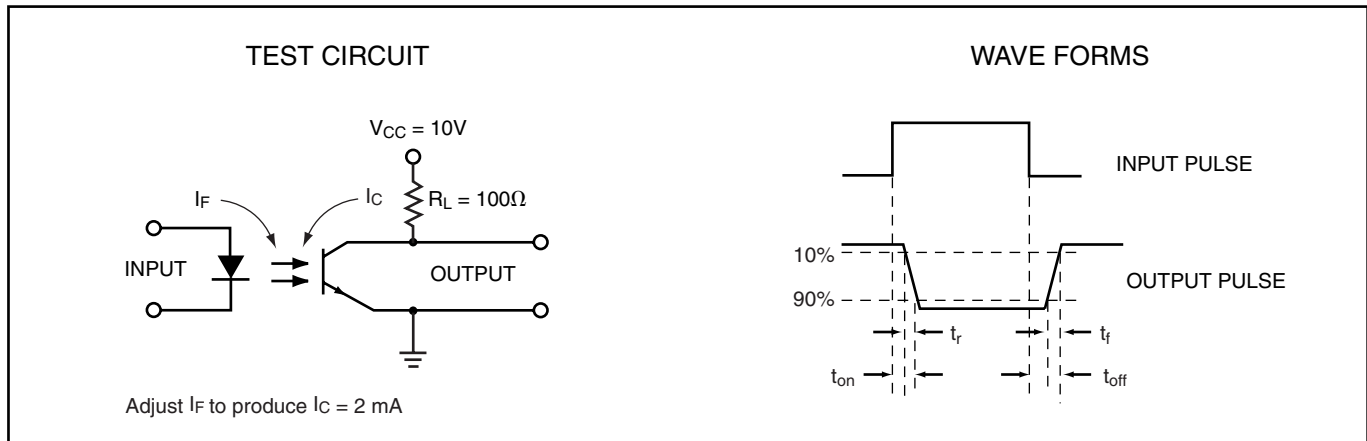 TEST CIRCUIT
WAVE FORMS
VCC = 10V
IF
IC
RL = 100Ω
INPUT
OUTPUT
Adjust IF to produce IC = 2 mA
INPUT PULSE
10%
OUTPUT PULSE
90%
tr
tf
ton
toff